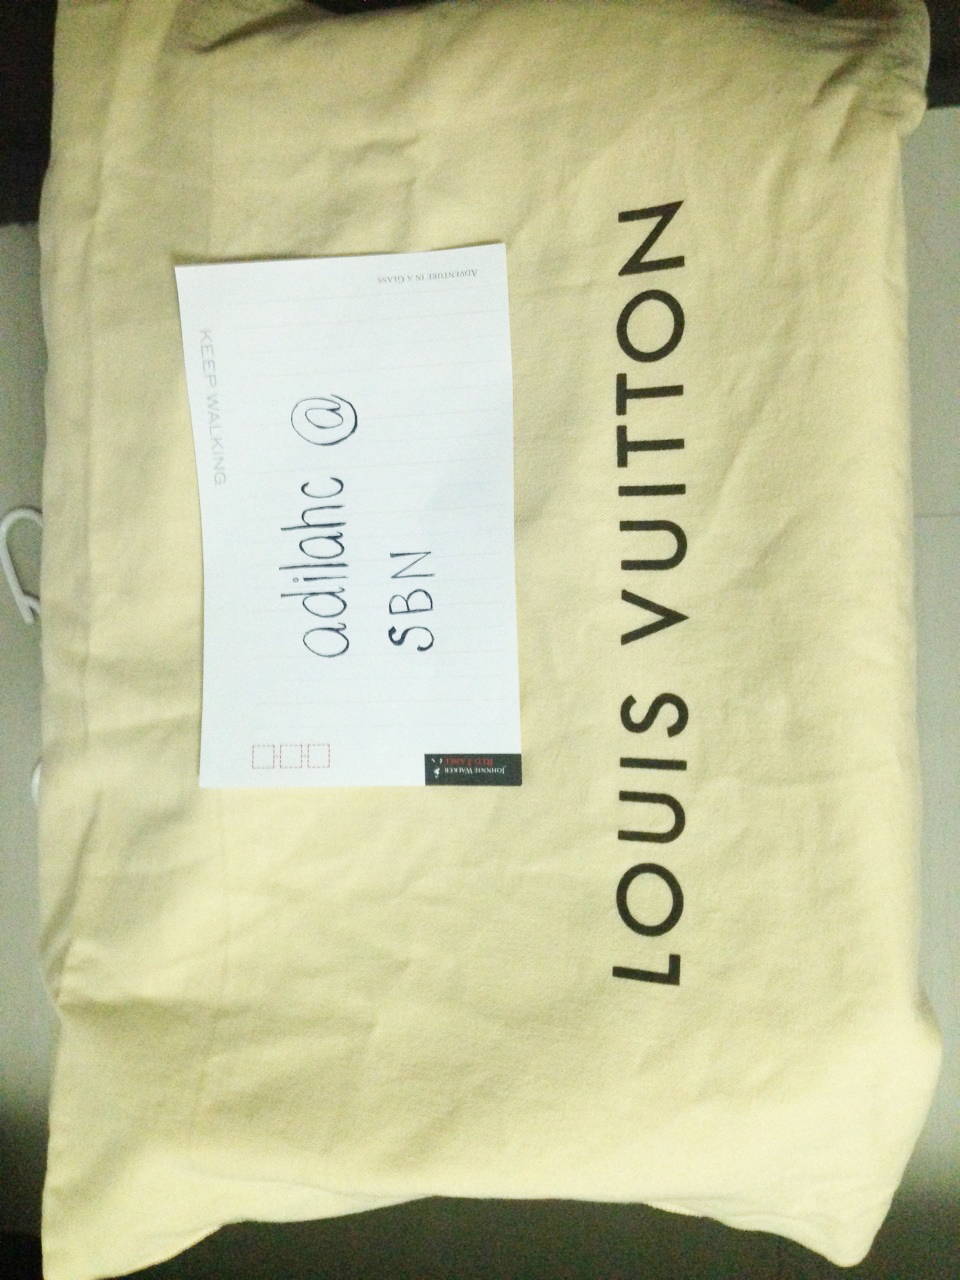 KEEP WALKING.
adilahc @
SBN
ADVENTURE IN A GLASS
JOHNNIE WALKER
RED LABEL
LOUIS VUITTON